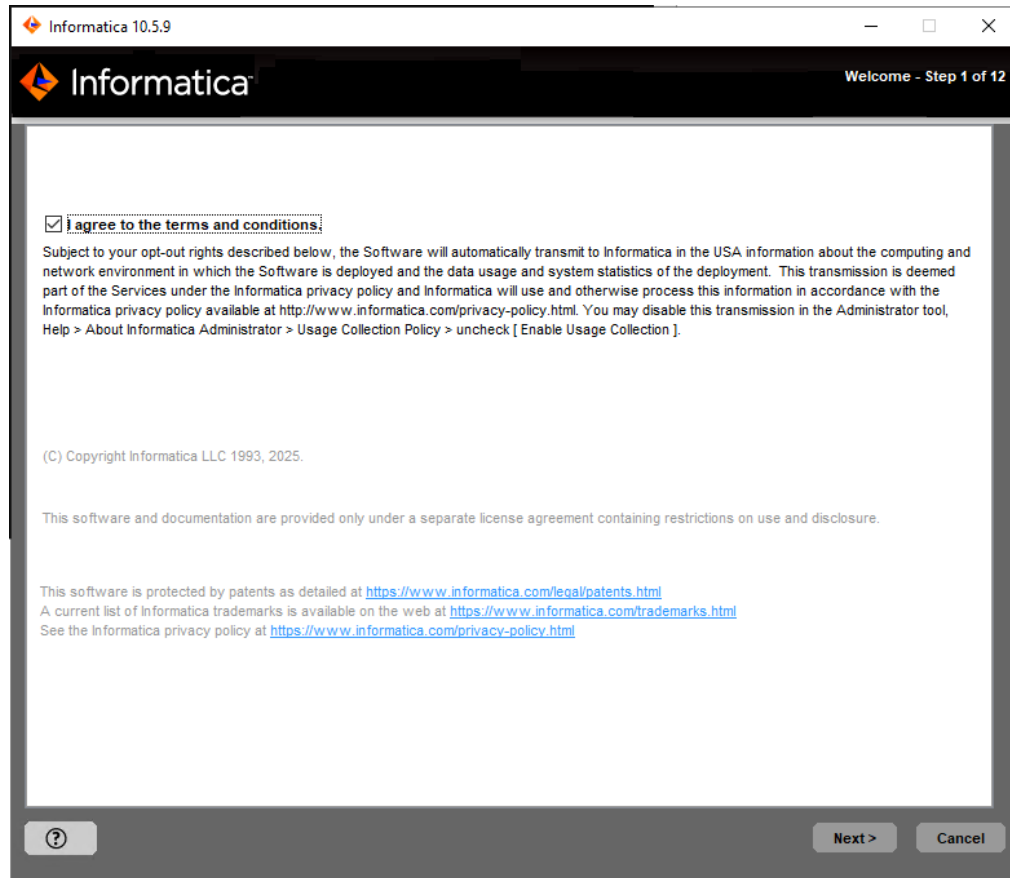 Informatica 10.5.9
Informatica
Welcome - Step 1 of 12
I agree to the terms and conditions.
Subject to your opt-out rights described below, the Software will automatically transmit to Informatica in the USA information about the computing and
network environment in which the Software is deployed and the data usage and system statistics of the deployment. This transmission is deemed
part of the Services under the Informatica privacy policy and Informatica will use and otherwise process this information in accordance with the
Informatica privacy policy available at http://www.informatica.com/privacy-policy.html. You may disable this transmission in the Administrator tool,
Help > About Informatica Administrator > Usage Collection Policy > uncheck [ Enable Usage Collection ].
(C) Copyright Informatica LLC 1993, 2025.
This software and documentation are provided only under a separate license agreement containing restrictions on use and disclosure.
This software is protected by patents as detailed at https://www.informatica.com/legal/patents.html
A current list of Informatica trademarks is available on the web at https://www.informatica.com/trademarks.html
See the Informatica privacy policy at https://www.informatica.com/privacy-policy.html
?
Next >
Cancel